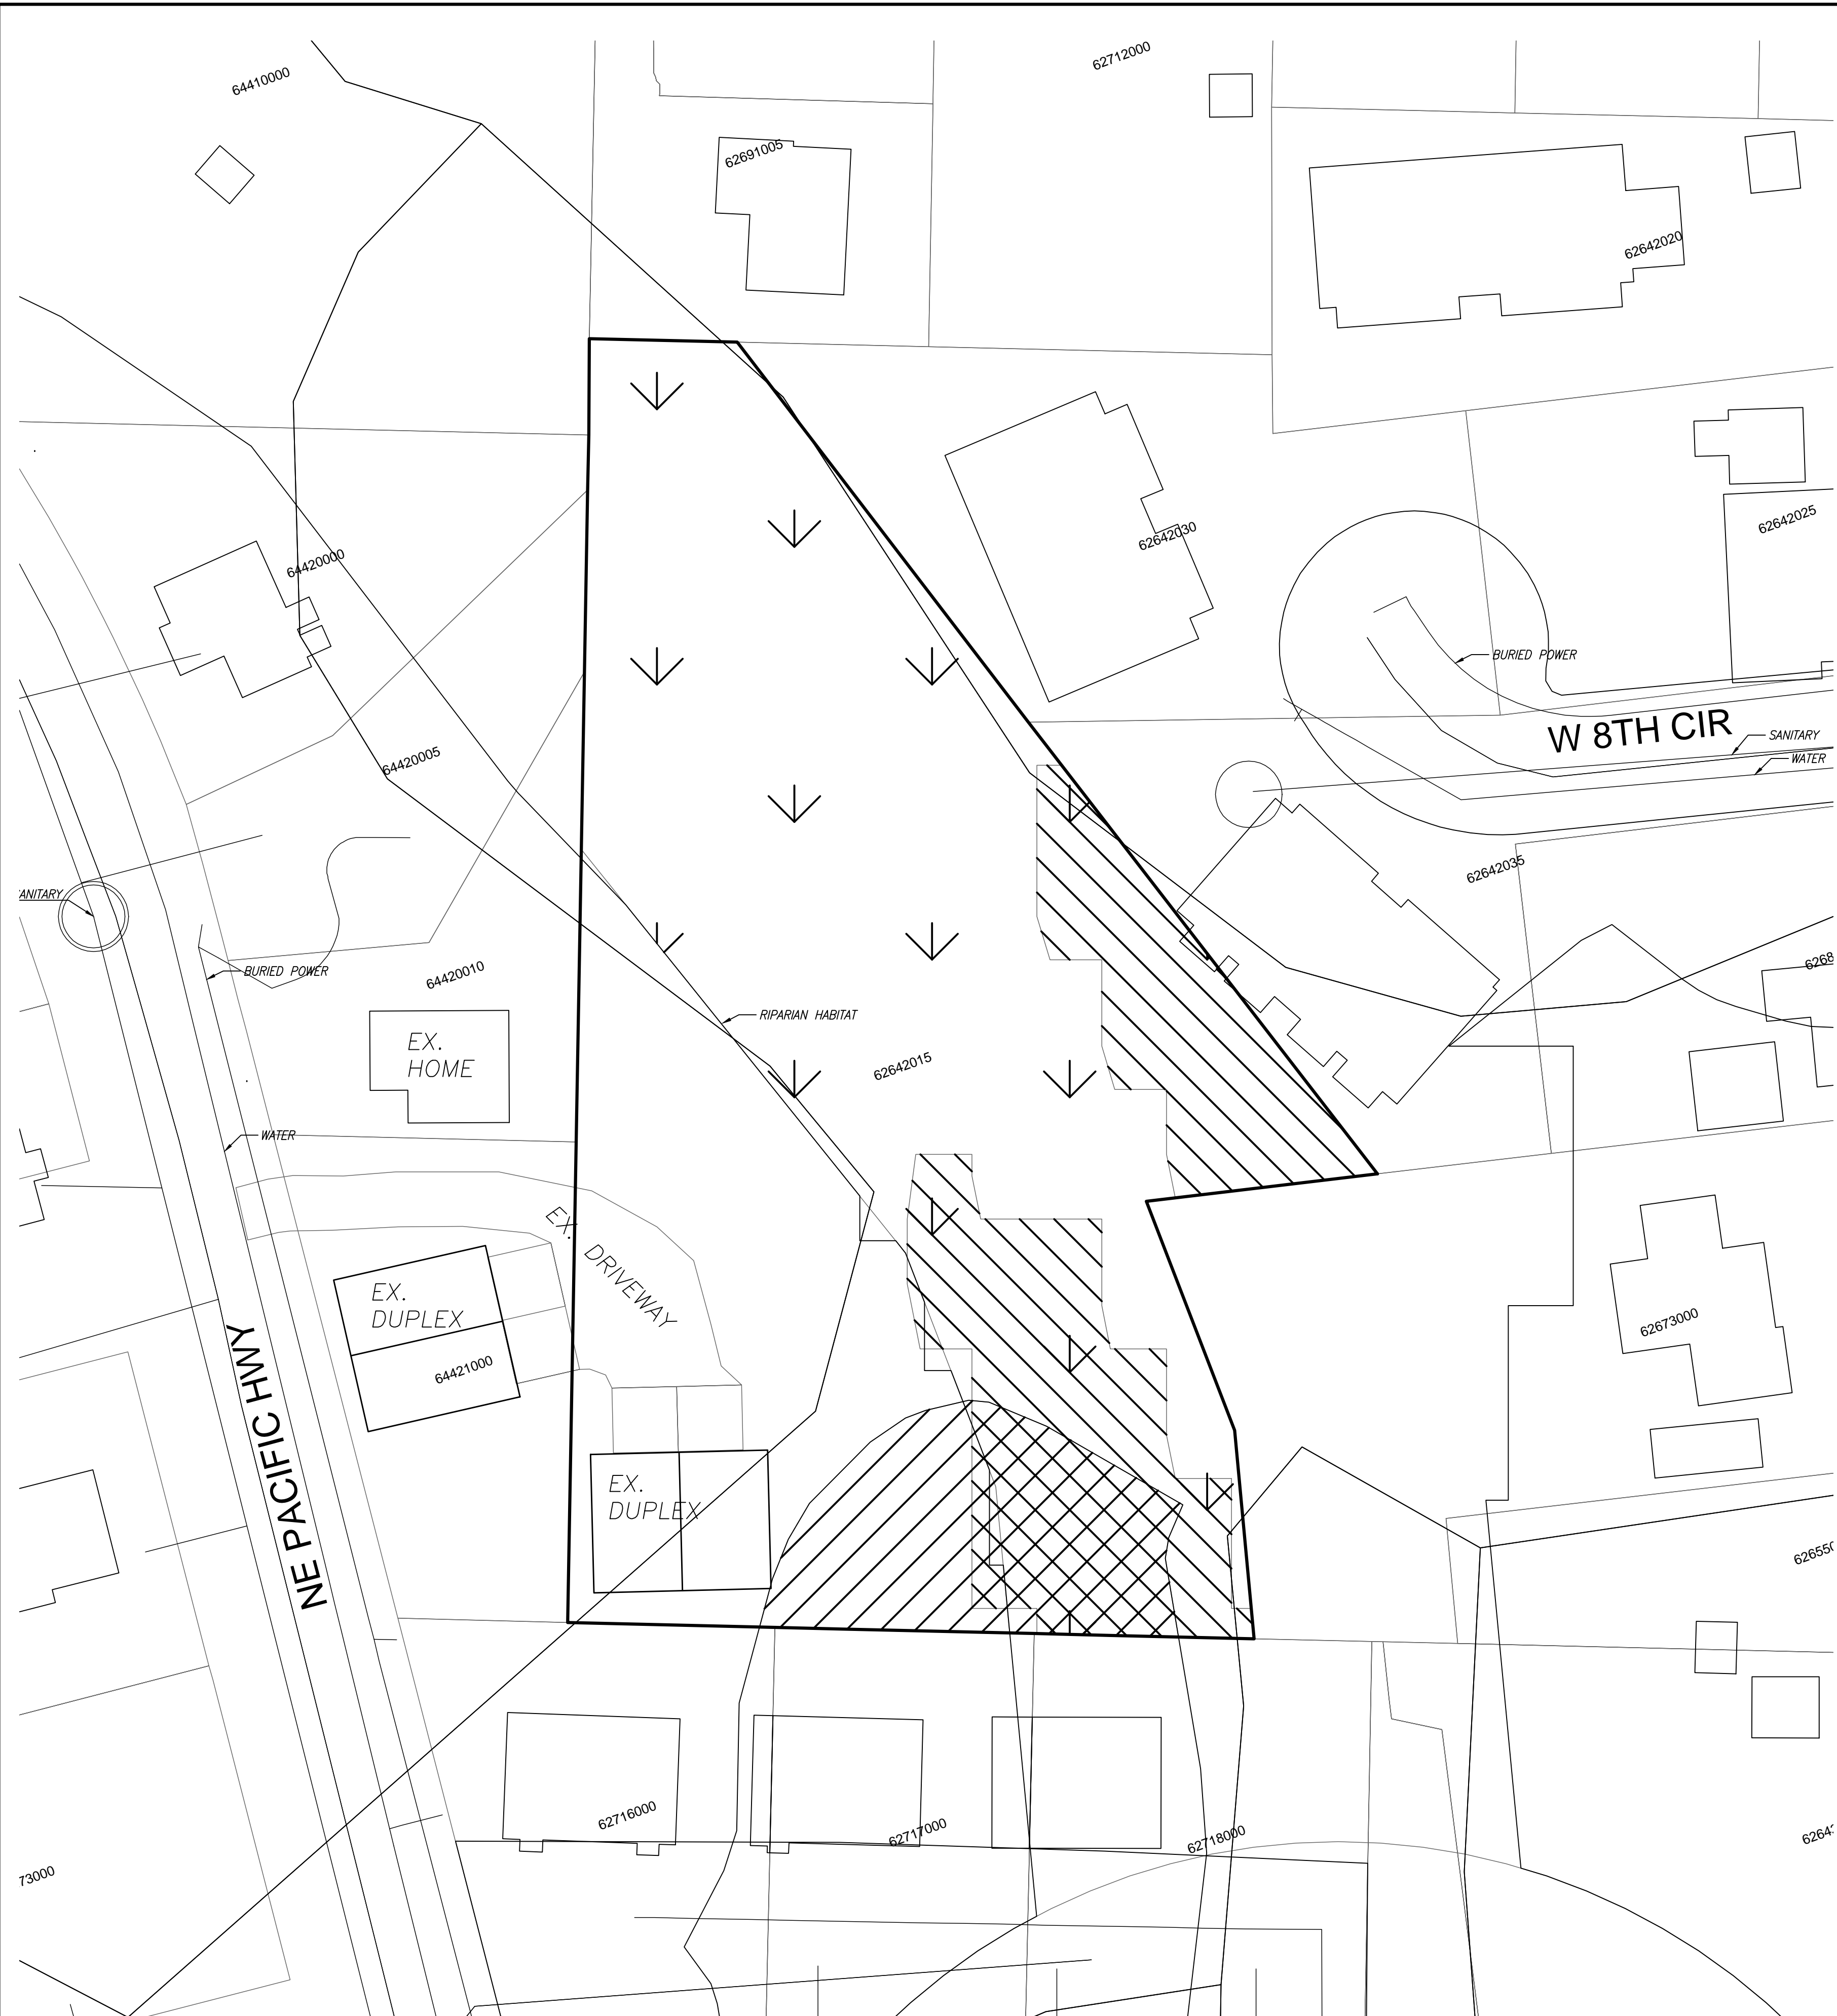 64410000
62712000
62691005
62642020
62642030
62642025
64420000
BURIED POWER
W 8TH CIR
SANITARY
WATER
64420005
62642035
64420010
BURIED POWER
RIPARIAN HABITAT
EX.
HOME
62642015
WATER
EX. DRIVEWAY
EX.
DUPLEX
64421000
62673000
NE PACIFIC HWY
EX.
DUPLEX
62716000
62717000
62718000
73000